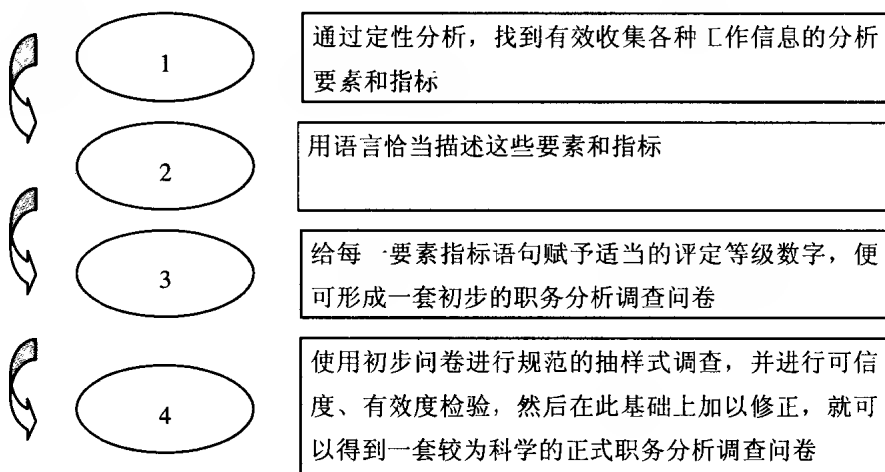 1
通过定性分析，找到有效收集各种工作信息的分析
要素和指标
2
用语言恰当描述这些要素和指标
3
给每一要素指标语句赋予适当的评定等级数字，便
可形成一套初步的职务分析调查问卷
4
使用初步问卷进行规范的抽样式调查，并进行可信
度、有效度检验，然后在此基础上加以修正，就可
以得到一套较为科学的正式职务分析调查问卷